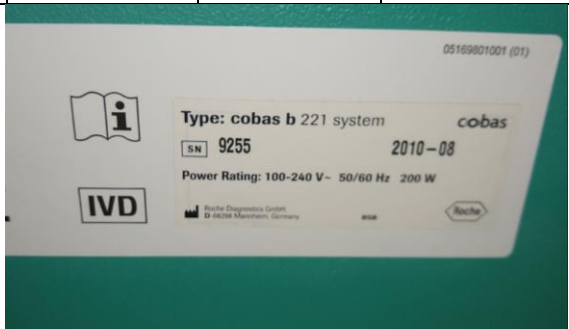 05169801001 (01)
Type: cobas b 221 system
cobas
SN 9255
2010-08
Power Rating: 100-240 V~ 50/60 Hz 200 W
Roche Diagnostics GmbH
D-68298 Mannheim, Germany
Roche
i
IVD